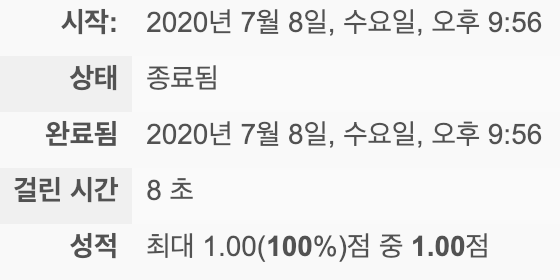 시작: 2020년 7월 8일, 수요일, 오후 9:56
상태 종료됨
완료됨 2020년 7월 8일, 수요일, 오후 9:56
걸린 시간 8 초
성적 최대 1.00(100%)점 중 1.00점